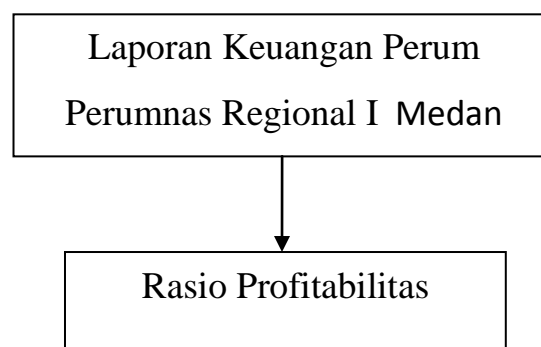 Laporan Keuangan Perum
Perumnas Regional I Medan
Rasio Profitabilitas